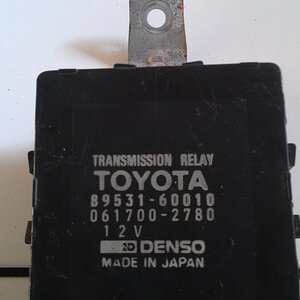 TRANSMISSION RELAY
TOYOTA
89531-60010
061700-2780
12V
DENSO
MADE IN JAPAN